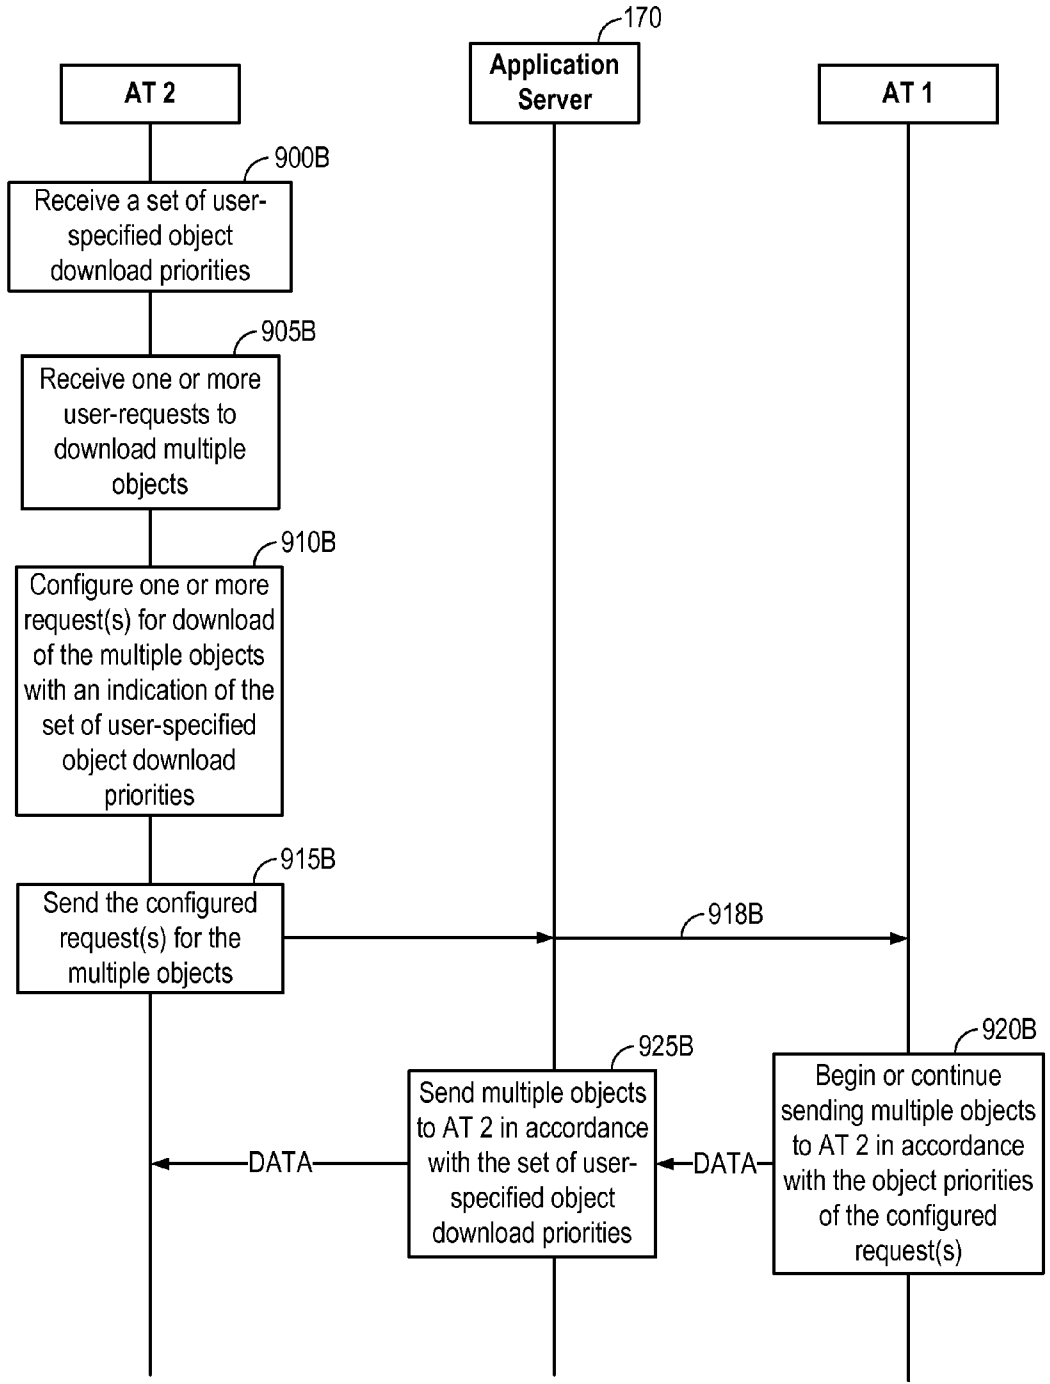 170
AT 2
Application
Server
AT 1
900B
Receive a set of user-
specified object
download priorities
905B
Receive one or more
user-requests to
download multiple
objects
910B
Configure one or more
request(s) for download
of the multiple objects
with an indication of the
set of user-specified
object download
priorities
915B
Send the configured
request(s) for the
multiple objects
918B
920B
Begin or continue
sending multiple objects
to AT 2 in accordance
with the object priorities
of the configured
request(s)
925B
Send multiple objects
to AT 2 in accordance
with the set of user-
specified object
download priorities
DATA
DATA